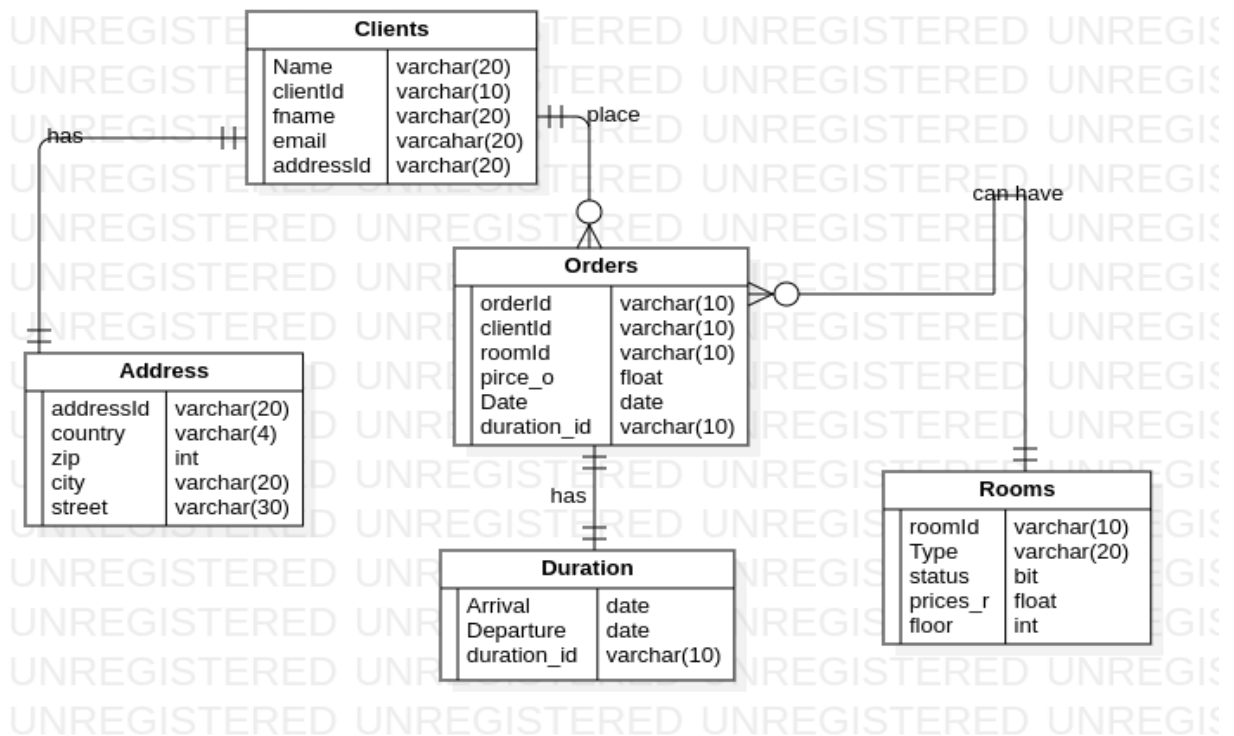 Clients
Name varchar(20)
clientId varchar(10)
fname varchar(20)
email varcahar(20)
addressId varchar(20)
has
place
can have
Orders
orderId varchar(10)
clientId varchar(10)
roomId varchar(10)
pirce_o float
Date date
duration_id varchar(10)
Address
addressId varchar(20)
country varchar(4)
zip int
city varchar(20)
street varchar(30)
has
Rooms
roomId varchar(10)
Type varchar(20)
status bit
prices_r float
floor int
Duration
Arrival date
Departure date
duration_id varchar(10)
UNREGISTERED UNREGISTERED UNREGISTERED UNREGIS